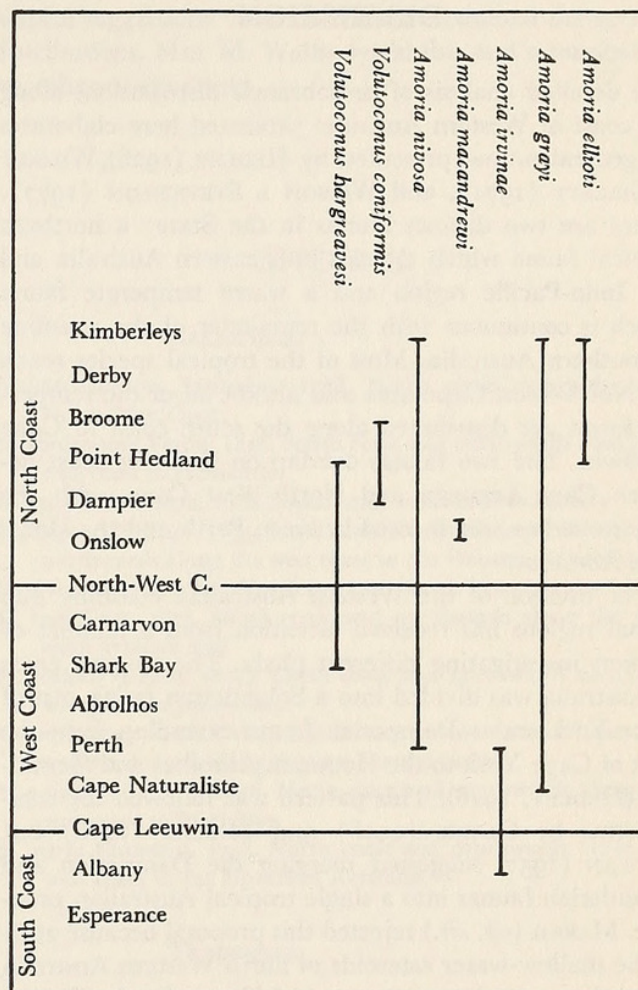 Volutoconus hargreavesi
Volutoconus coniformis
Amoria nivosa
Amoria macandrewi
Amoria irvinae
Amoria grayi
Amoria ellioti
North Coast
Kimberleys
Derby
Broome
Point Hedland
Dampier
Onslow
North-West C.
West Coast
Carnarvon
Shark Bay
Abrolhos
Perth
Cape Naturaliste
Cape Leeuwin
South Coast
Albany
Esperance